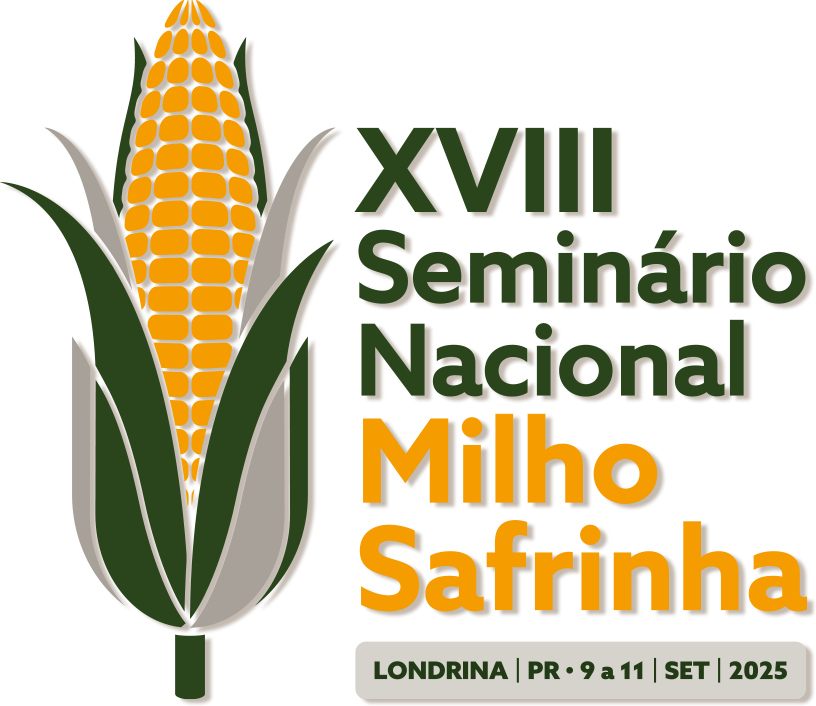 XVIII
Seminário
Nacional
Milho
Safrinha
LONDRINA | PR • 9 a 11 | SET | 2025